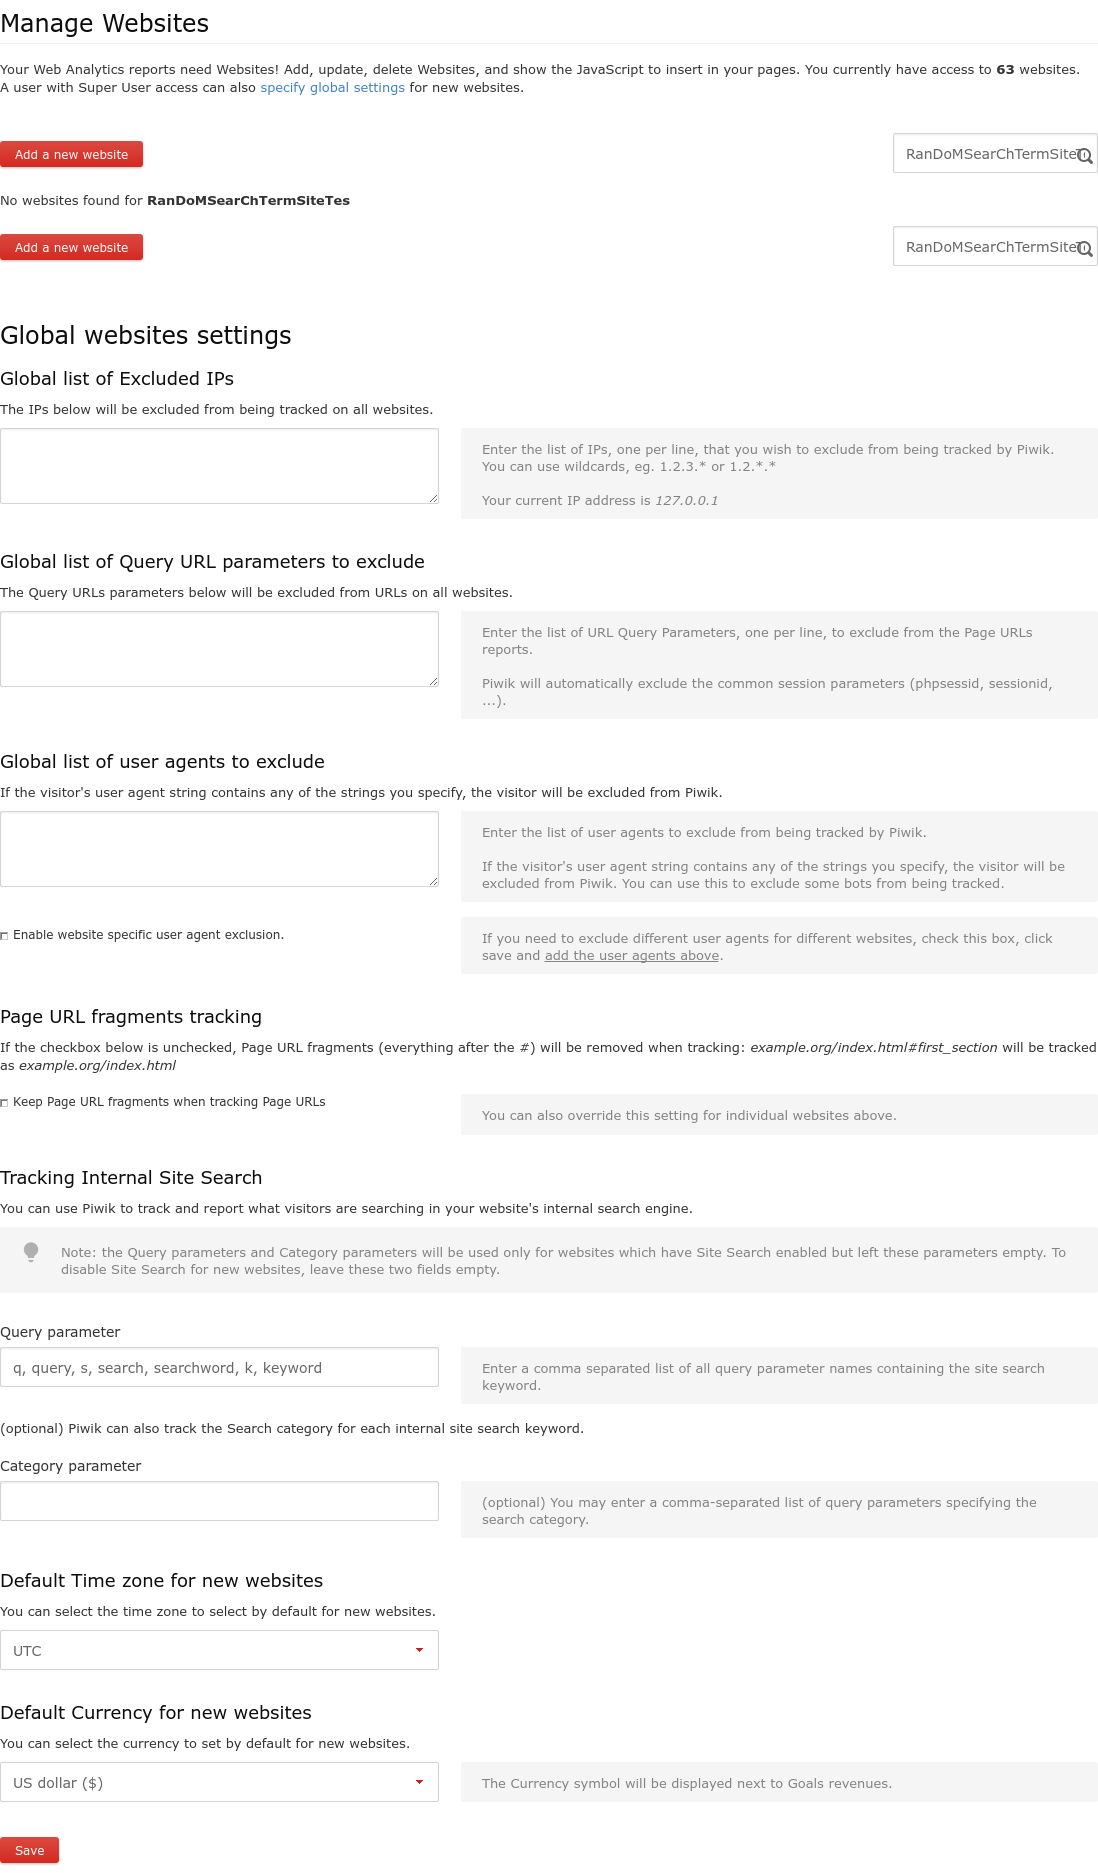 Manage Websites
Your Web Analytics reports need Websites! Add, update, delete Websites, and show the JavaScript to insert in your pages. You currently have access to 63 websites.
A user with Super User access can also specify global settings for new websites.
Add a new website
RanDoMSearChTermSiteT
No websites found for RanDoMSearChTermSiteTes
Add a new website
RanDoMSearChTermSiteT
Global websites settings
Global list of Excluded IPs
The IPs below will be excluded from being tracked on all websites.
Enter the list of IPs, one per line, that you wish to exclude from being tracked by Piwik.
You can use wildcards, eg. 1.2.3.* or 1.2.*.*
Your current IP address is 127.0.0.1
Global list of Query URL parameters to exclude
The Query URLs parameters below will be excluded from URLs on all websites.
Enter the list of URL Query Parameters, one per line, to exclude from the Page URLs
reports.
Piwik will automatically exclude the common session parameters (phpsessid, sessionid,
...).
Global list of user agents to exclude
If the visitor's user agent string contains any of the strings you specify, the visitor will be excluded from Piwik.
Enter the list of user agents to exclude from being tracked by Piwik.
If the visitor's user agent string contains any of the strings you specify, the visitor will be
excluded from Piwik. You can use this to exclude some bots from being tracked.
Enable website specific user agent exclusion.
If you need to exclude different user agents for different websites, check this box, click
save and add the user agents above.
Page URL fragments tracking
If the checkbox below is unchecked, Page URL fragments (everything after the #) will be removed when tracking: example.org/index.html#first_section will be tracked
as example.org/index.html
Keep Page URL fragments when tracking Page URLs
You can also override this setting for individual websites above.
Tracking Internal Site Search
You can use Piwik to track and report what visitors are searching in your website's internal search engine.
Note: the Query parameters and Category parameters will be used only for websites which have Site Search enabled but left these parameters empty. To
disable Site Search for new websites, leave these two fields empty.
Query parameter
q, query, s, search, searchword, k, keyword
Enter a comma separated list of all query parameter names containing the site search
keyword.
(optional) Piwik can also track the Search category for each internal site search keyword.
Category parameter
(optional) You may enter a comma-separated list of query parameters specifying the
search category.
Default Time zone for new websites
You can select the time zone to select by default for new websites.
UTC
Default Currency for new websites
You can select the currency to set by default for new websites.
US dollar ($)
The Currency symbol will be displayed next to Goals revenues.
Save